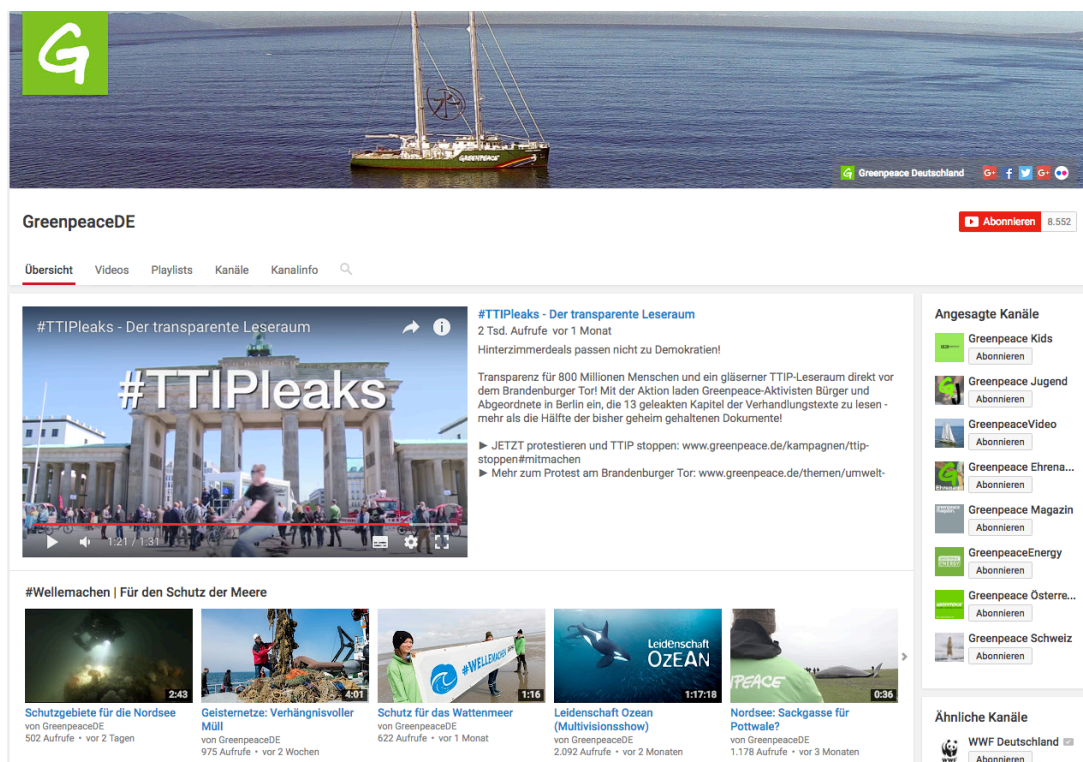 G
GREENPEACE
Greenpeace Deutschland
GreenpeaceDE
Abonnieren 8.552
Übersicht Videos Playlists Kanäle Kanalinfo
#TTIPleaks - Der transparente Leseraum
#TTIPleaks
1:21 / 1:31
#TTIPleaks - Der transparente Leseraum
2 Tsd. Aufrufe vor 1 Monat
Hinterzimmerdeals passen nicht zu Demokratien!
Transparenz für 800 Millionen Menschen und ein gläserner TTIP-Leseraum direkt vor
dem Brandenburger Tor! Mit der Aktion laden Greenpeace-Aktivisten Bürger und
Abgeordnete in Berlin ein, die 13 geleakten Kapitel der Verhandlungstexte zu lesen -
mehr als die Hälfte der bisher geheim gehaltenen Dokumente!
► JETZT protestieren und TTIP stoppen: www.greenpeace.de/kampagnen/ttip-
stoppen#mitmachen
► Mehr zum Protest am Brandenburger Tor: www.greenpeace.de/themen/umwelt-
#Wellemachen | Für den Schutz der Meere
2:43
Schutzgebiete für die Nordsee
von GreenpeaceDE
502 Aufrufe • vor 2 Tagen
4:01
Geisternetze: Verhängnisvoller
Müll
von GreenpeaceDE
975 Aufrufe • vor 2 Wochen
#WELLEMACHEN
1:16
Schutz für das Wattenmeer
von GreenpeaceDE
622 Aufrufe • vor 1 Monat
Leidenschaft
OZEAN
1:17:18
Leidenschaft Ozean
(Multivisionsshow)
von GreenpeaceDE
2.092 Aufrufe • vor 2 Monaten
PEACE
0:36
Nordsee: Sackgasse für
Pottwale?
von GreenpeaceDE
1.178 Aufrufe • vor 3 Monaten
Angesagte Kanäle
Greenpeace Kids
Abonnieren
Greenpeace Jugend
Abonnieren
GreenpeaceVideo
Abonnieren
Greenpeace Ehrena...
Abonnieren
Greenpeace Magazin
Abonnieren
GreenpeaceEnergy
Abonnieren
Greenpeace Österre...
Abonnieren
Greenpeace Schweiz
Abonnieren
Ähnliche Kanäle
WWF Deutschland
Abonnieren
WWF